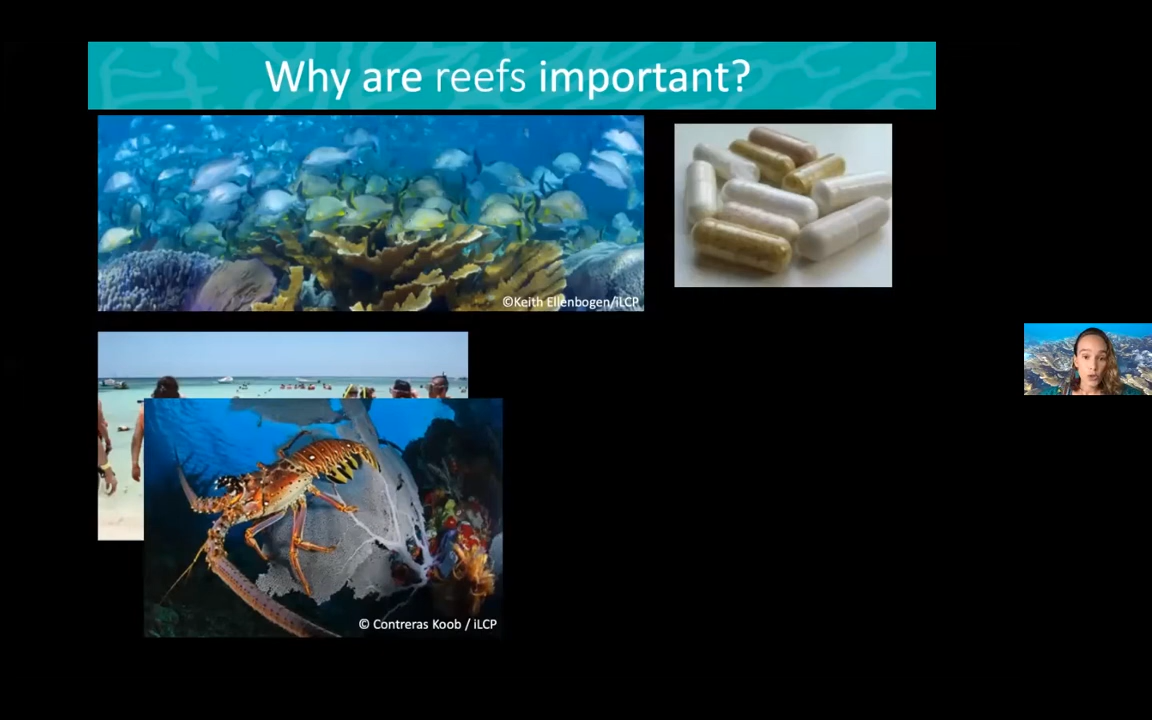 Why are reefs important?
©Keith Ellenbogen/iLCP
© Contreras Koob / iLCP